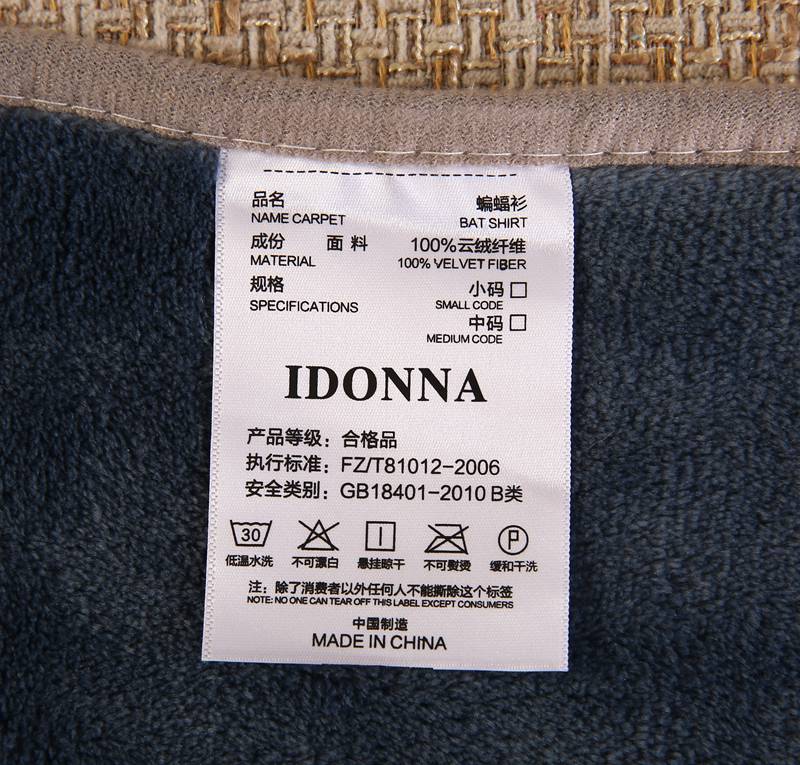 品名 蝙蝠衫
NAME CARPET BAT SHIRT
成份 面料 100%云绒纤维
MATERIAL 100% VELVET FIBER
规格 小码
SPECIFICATIONS SMALL CODE
中码
MEDIUM CODE
IDONNA
产品等级：合格品
执行标准：FZ/T81012-2006
安全类别：GB18401-2010 B类
30 P
低温水洗 不可漂白 悬挂晾干 不可熨烫 缓和干洗
注：除了消费者以外任何人不能撕除这个标签
NOTE: NO ONE CAN TEAR OFF THIS LABEL EXCEPT CONSUMERS
中国制造
MADE IN CHINA